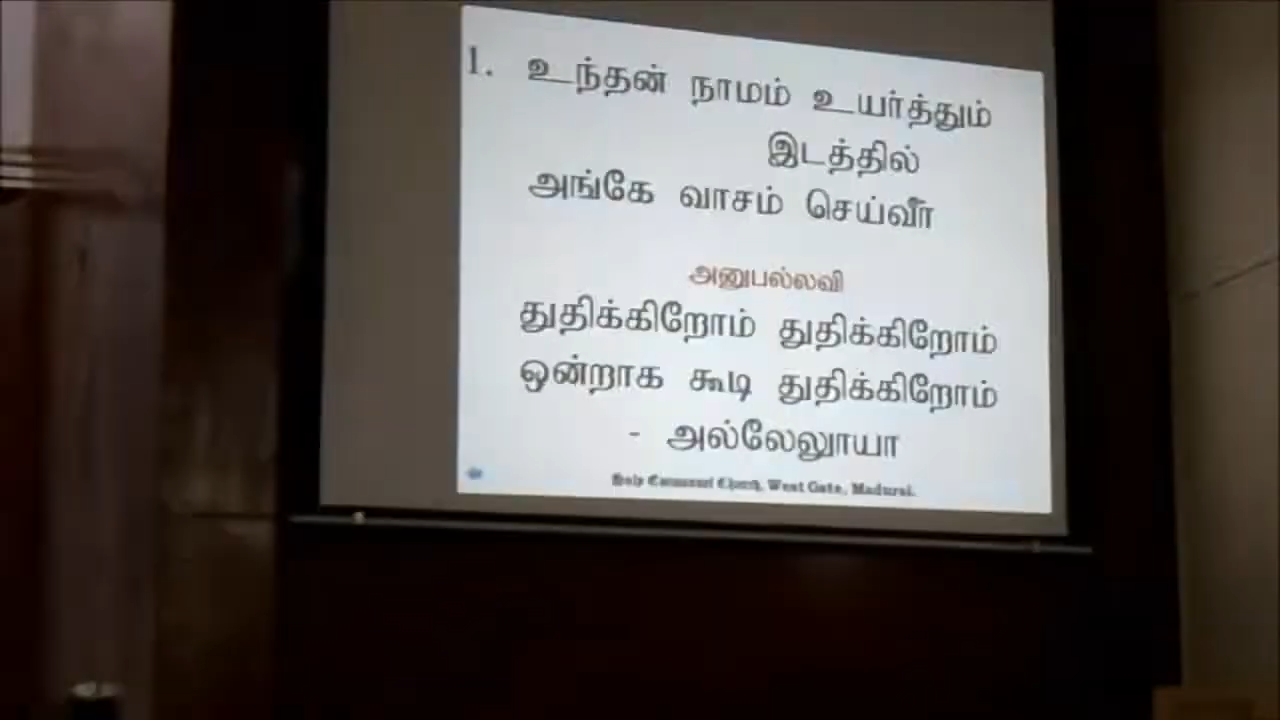 1. உந்தன் நாமம் உயர்த்தும்
இடத்தில்
அங்கே வாசம் செய்வீர்
அனுபல்லவி
துதிக்கிறோம் துதிக்கிறோம்
ஒன்றாக கூடி துதிக்கிறோம்
- அல்லேலூயா
Holy Emmanuel Church, West Gate, Madurai.